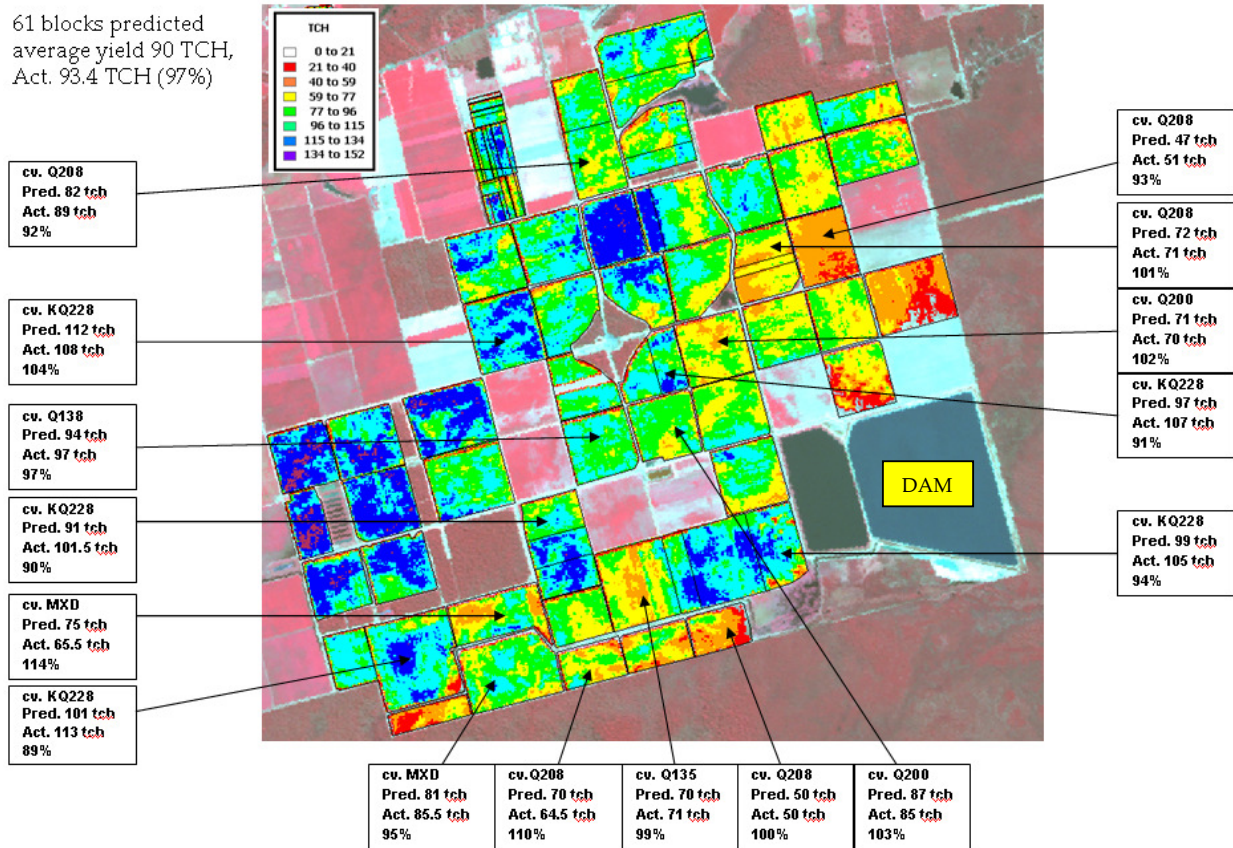 61 blocks predicted
average yield 90 TCH,
Act. 93.4 TCH (97%)
TCH
0 to 21
21 to 40
40 to 59
59 to 77
77 to 96
96 to 115
115 to 134
134 to 152
cv. Q208
Pred. 82 tch
Act. 89 tch
92%
cv. KQ228
Pred. 112 tch
Act. 108 tch
104%
cv. Q138
Pred. 94 tch
Act. 97 tch
97%
cv. KQ228
Pred. 91 tch
Act. 101.5 tch
90%
cv. MXD
Pred. 75 tch
Act. 65.5 tch
114%
cv. KQ228
Pred. 101 tch
Act. 113 tch
89%
cv. Q208
Pred. 47 tch
Act. 51 tch
93%
cv. Q208
Pred. 72 tch
Act. 71 tch
101%
cv. Q200
Pred. 71 tch
Act. 70 tch
102%
cv. KQ228
Pred. 97 tch
Act. 107 tch
91%
DAM
cv. KQ228
Pred. 99 tch
Act. 105 tch
94%
cv. MXD
Pred. 81 tch
Act. 85.5 tch
95%
cv.Q208
Pred. 70 tch
Act. 64.5 tch
110%
cv. Q135
Pred. 70 tch
Act. 71 tch
99%
cv. Q208
Pred. 50 tch
Act. 50 tch
100%
cv. Q200
Pred. 87 tch
Act. 85 tch
103%